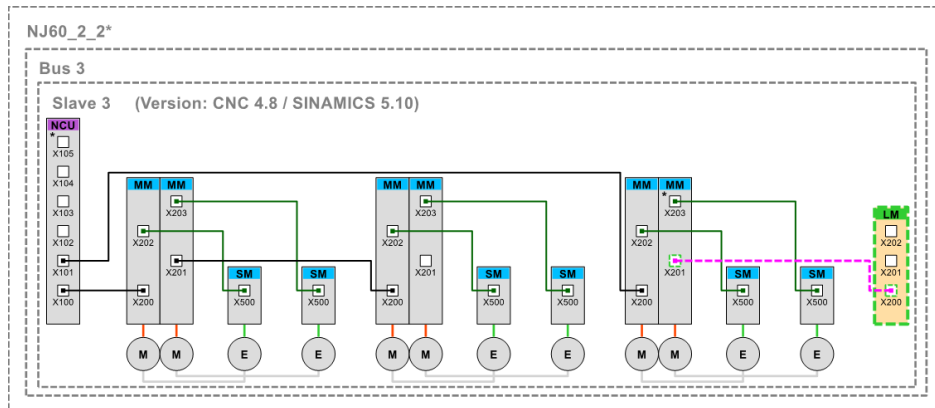 NJ60_2_2*
Bus 3
Slave 3 (Version: CNC 4.8 / SINAMICS 5.10)
NCU
*
X105
X104
X103
X102
X101
X100
MM MM
X203
X202
X201
X200
SM
X500
SM
X500
M M E E
MM MM
X203
X202
X201
X200
SM
X500
SM
X500
M M E E
MM MM
*
X203
X202
X201
X200
SM
X500
SM
X500
M M E E
LM
X202
X201
X200